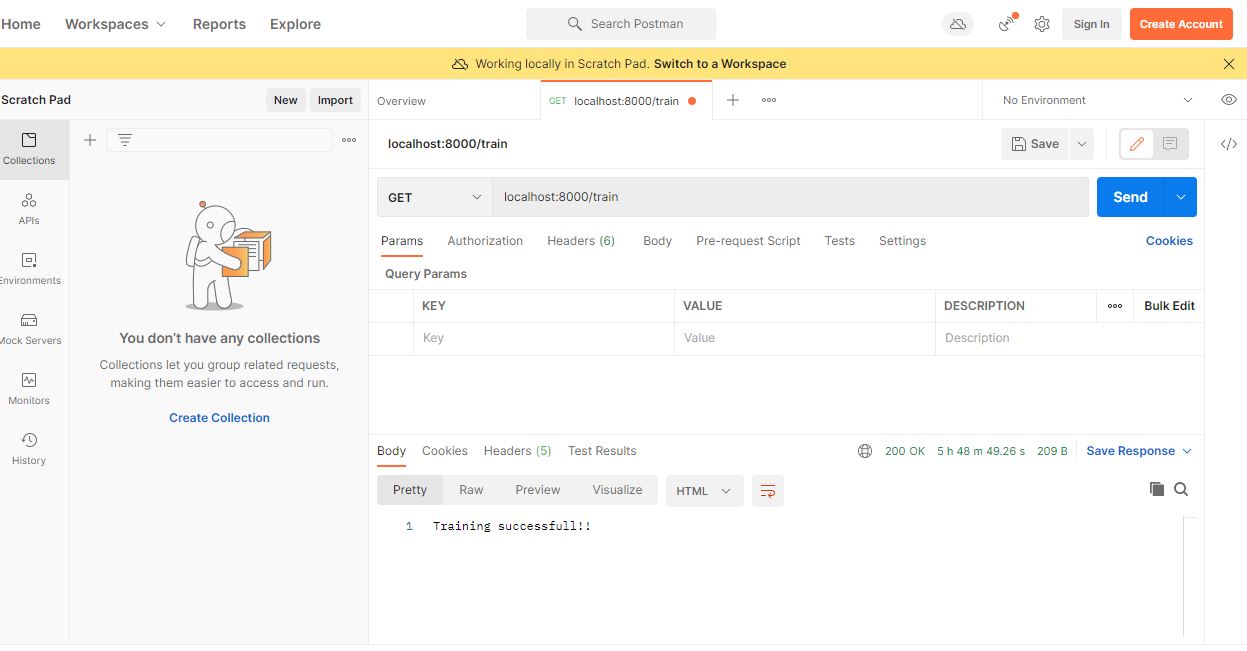 Home Workspaces Reports Explore Search Postman Sign In Create Account
Working locally in Scratch Pad. Switch to a Workspace
Scratch Pad New Import Overview GET localhost:8000/train No Environment
localhost:8000/train Save
Collections
GET localhost:8000/train Send
APIs
Params Authorization Headers (6) Body Pre-request Script Tests Settings Cookies
Query Params
Environments
KEY VALUE DESCRIPTION Bulk Edit
Key Value Description
Mock Servers
You don’t have any collections
Collections let you group related requests,
making them easier to access and run.
Monitors
Create Collection
History
Body Cookies Headers (5) Test Results 200 OK 5 h 48 m 49.26 s 209 B Save Response
Pretty Raw Preview Visualize HTML
1 Training successfull!!